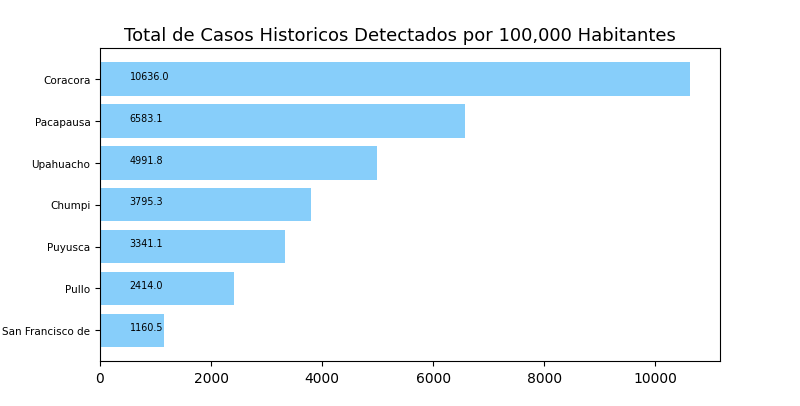 Total de Casos Historicos Detectados por 100,000 Habitantes
Coracora 10636.0
Pacapausa 6583.1
Upahuacho 4991.8
Chumpi 3795.3
Puyusca 3341.1
Pullo 2414.0
San Francisco de 1160.5
0 2000 4000 6000 8000 10000